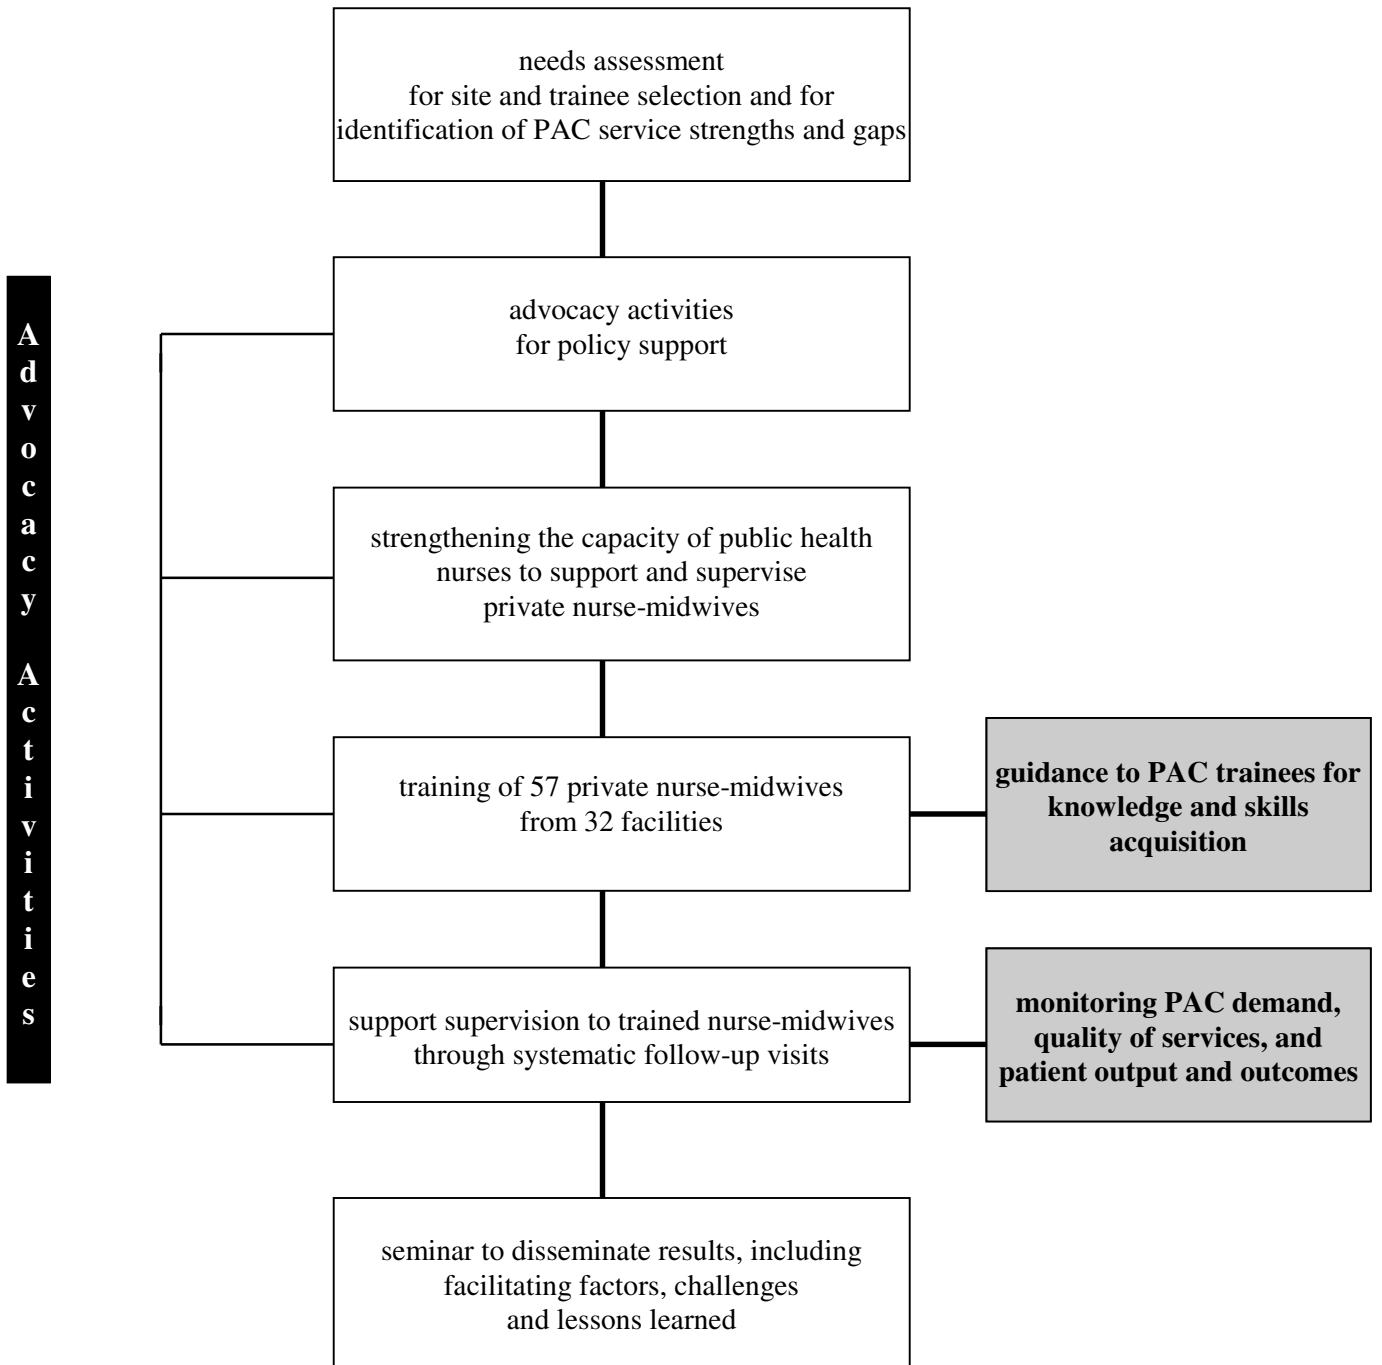 needs assessment
for site and trainee selection and for
identification of PAC service strengths and gaps
advocacy activities
for policy support
Advocacy Activities
strengthening the capacity of public health
nurses to support and supervise
private nurse-midwives
training of 57 private nurse-midwives
from 32 facilities
guidance to PAC trainees for
knowledge and skills
acquisition
support supervision to trained nurse-midwives
through systematic follow-up visits
monitoring PAC demand,
quality of services, and
patient output and outcomes
seminar to disseminate results, including
facilitating factors, challenges
and lessons learned